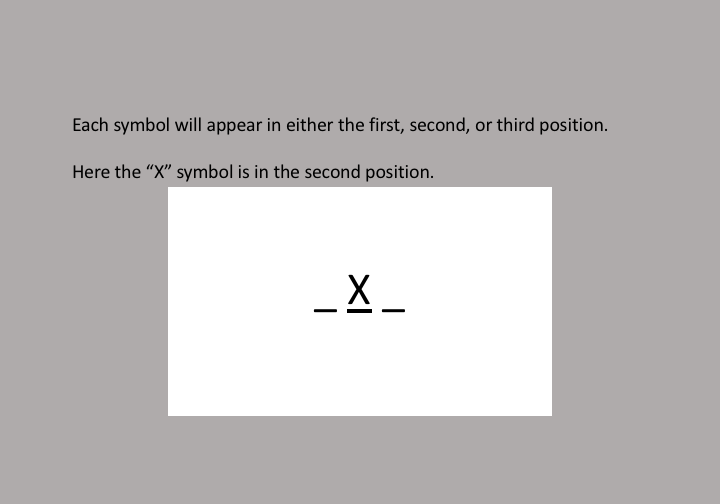 Each symbol will appear in either the first, second, or third position.
Here the “X” symbol is in the second position.
_ X _